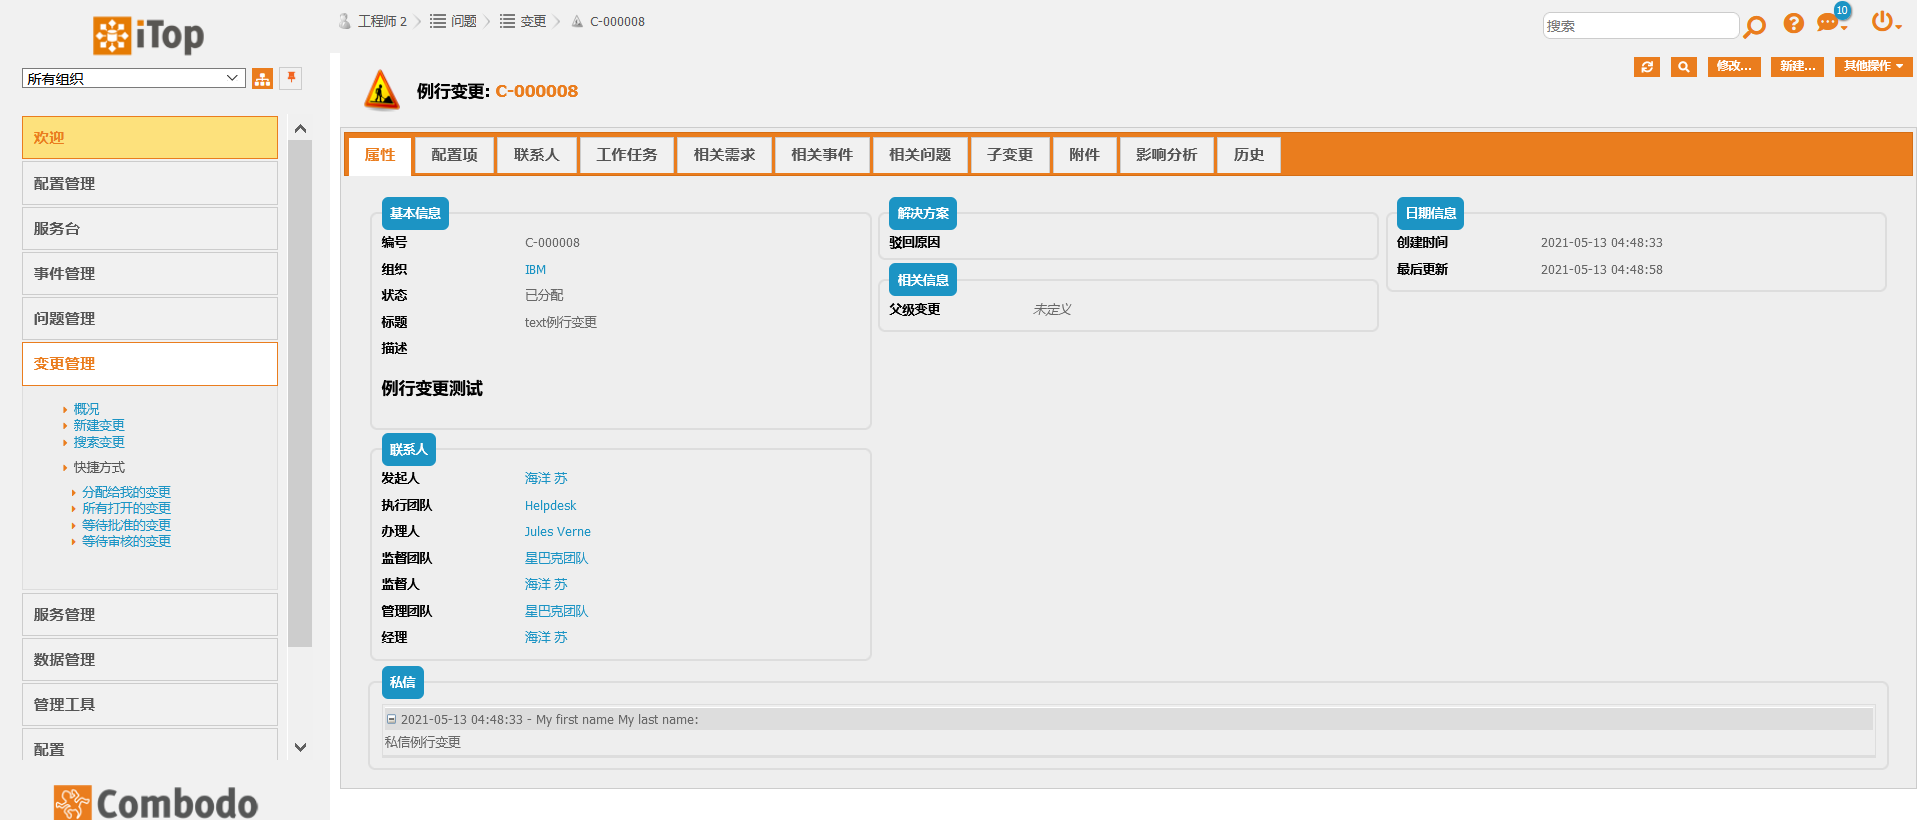 iTop
所有组织
欢迎
配置管理
服务台
事件管理
问题管理
变更管理
概况
新建变更
搜索变更
快捷方式
分配给我的变更
所有打开的变更
等待批准的变更
等待审核的变更
服务管理
数据管理
管理工具
配置
Combodo
工程师 2 问题 变更 C-000008
搜索
10
修改... 新建... 其他操作
例行变更: C-000008
属性 配置项 联系人 工作任务 相关需求 相关事件 相关问题 子变更 附件 影响分析 历史
基本信息
编号 C-000008
组织 IBM
状态 已分配
标题 text例行变更
描述
例行变更测试
联系人
发起人 海洋 苏
执行团队 Helpdesk
办理人 Jules Verne
监督团队 星巴克团队
监督人 海洋 苏
管理团队 星巴克团队
经理 海洋 苏
解决方案
驳回原因
相关信息
父级变更 未定义
日期信息
创建时间 2021-05-13 04:48:33
最后更新 2021-05-13 04:48:58
私信
2021-05-13 04:48:33 - My first name My last name:
私信例行变更